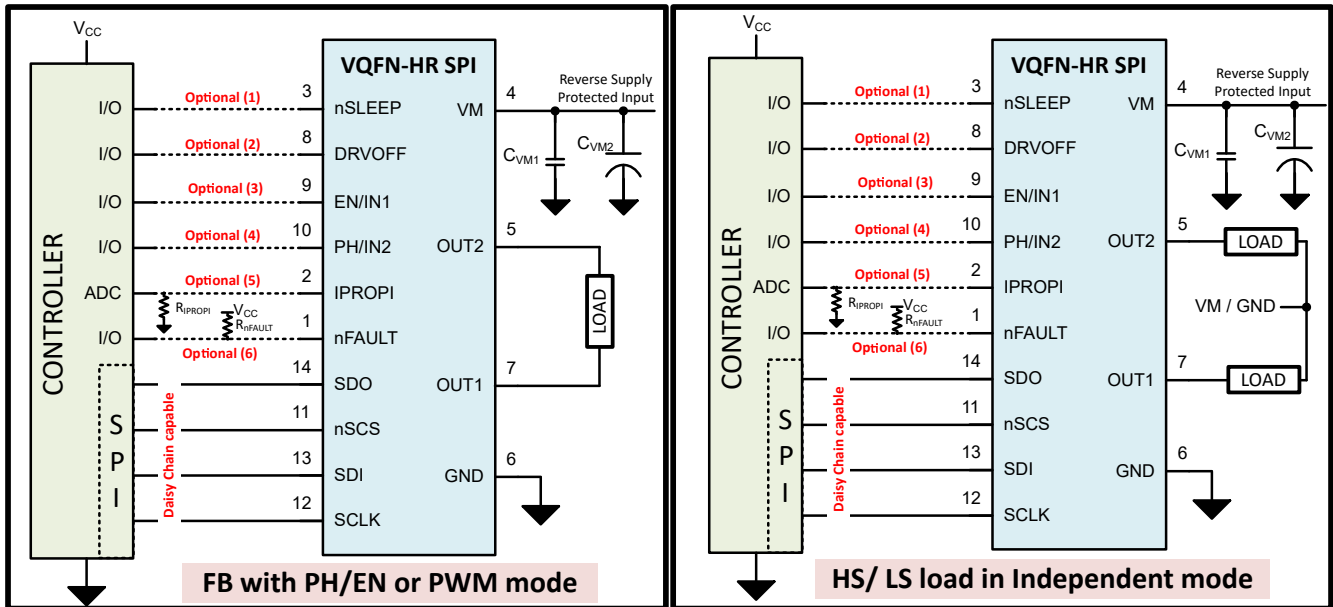 VCC
VQFN-HR SPI
CONTROLLER
I/O
Optional (1)
3
nSLEEP
VM
4
Reverse Supply
Protected Input
I/O
Optional (2)
8
DRVOFF
CVM1
CVM2
I/O
Optional (3)
9
EN/IN1
I/O
Optional (4)
10
PH/IN2
OUT2
5
ADC
Optional (5)
2
IPROPI
RIPROPI
VCC
RnFAULT
LOAD
I/O
Optional (6)
1
nFAULT
SPI
Daisy Chain capable
14
SDO
OUT1
7
11
nSCS
13
SDI
GND
6
12
SCLK
FB with PH/EN or PWM mode
VCC
VQFN-HR SPI
CONTROLLER
I/O
Optional (1)
3
nSLEEP
VM
4
Reverse Supply
Protected Input
I/O
Optional (2)
8
DRVOFF
CVM1
CVM2
I/O
Optional (3)
9
EN/IN1
I/O
Optional (4)
10
PH/IN2
OUT2
5
LOAD
ADC
Optional (5)
2
IPROPI
RIPROPI
VCC
RnFAULT
VM / GND
I/O
Optional (6)
1
nFAULT
SPI
Daisy Chain capable
14
SDO
OUT1
7
LOAD
11
nSCS
13
SDI
GND
6
12
SCLK
HS/ LS load in Independent mode